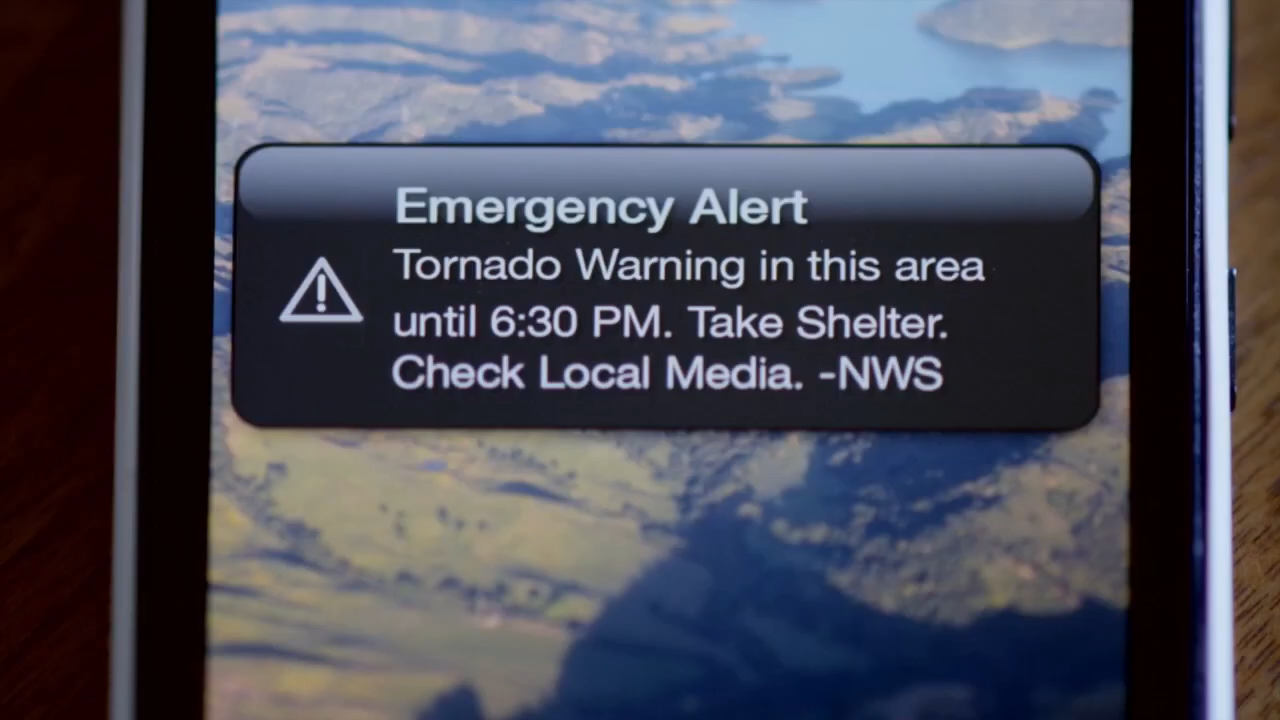 Emergency Alert
Tornado Warning in this area
until 6:30 PM. Take Shelter.
Check Local Media. -NWS